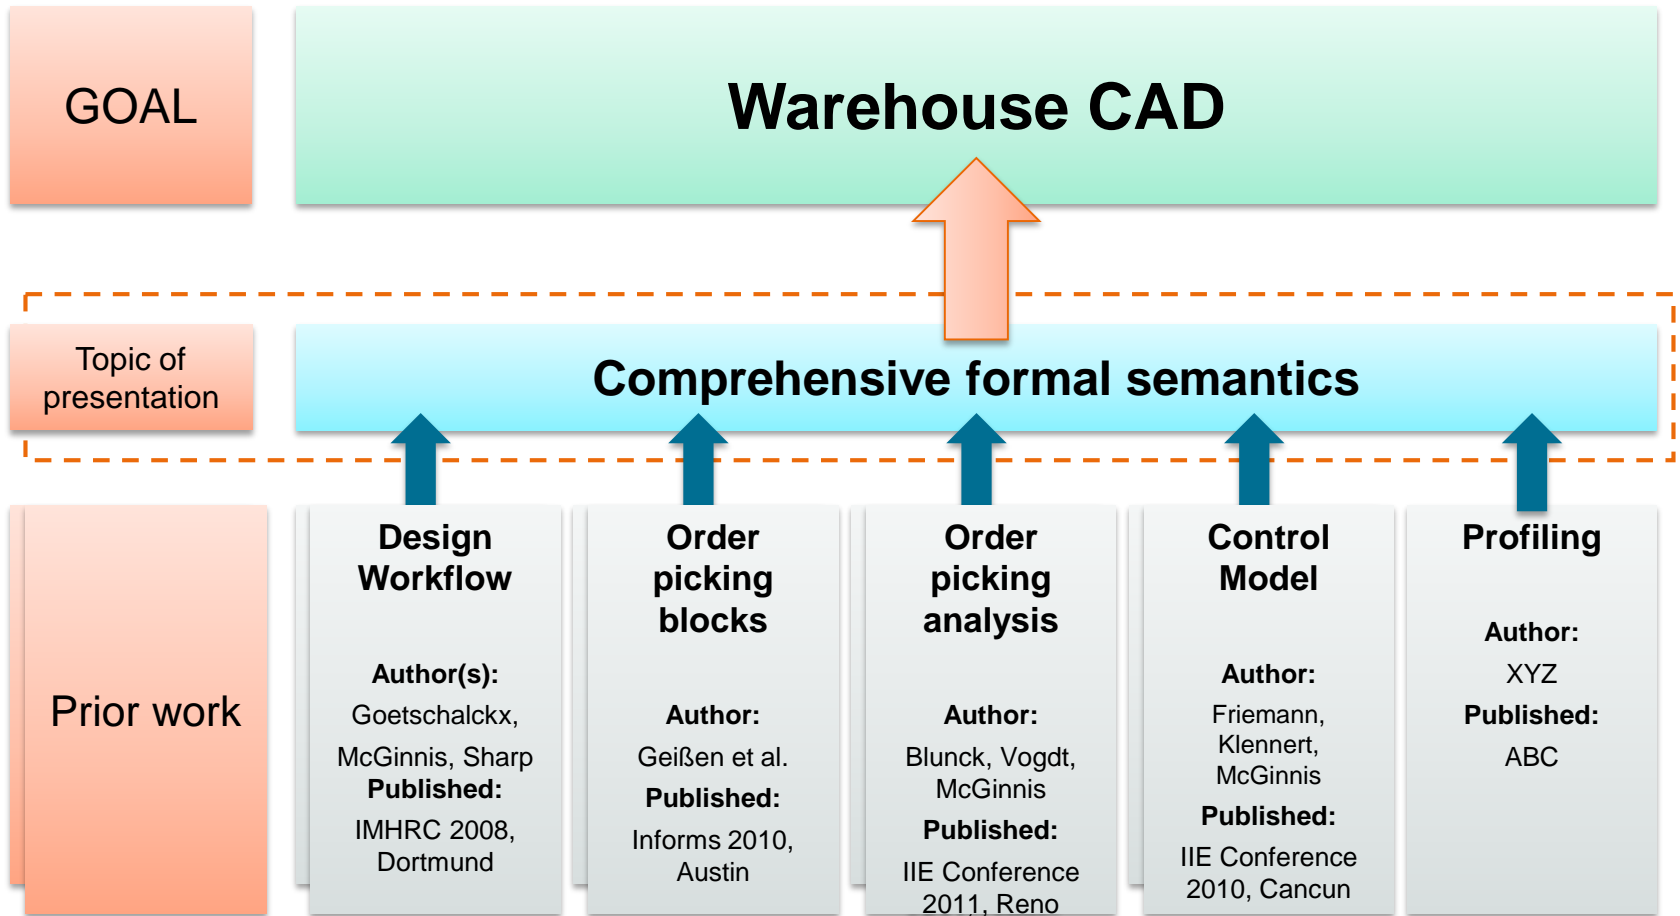 GOAL
Warehouse CAD
Topic of
presentation
Comprehensive formal semantics
Prior work
Design
Workflow
Author(s):
Goetschalckx,
McGinnis, Sharp
Published:
IMHRC 2008,
Dortmund
Order
picking
blocks
Author:
Geißen et al.
Published:
Informs 2010,
Austin
Order
picking
analysis
Author:
Blunck, Vogdt,
McGinnis
Published:
IIE Conference
2011, Reno
Control
Model
Author:
Friemann,
Klennert,
McGinnis
Published:
IIE Conference
2010, Cancun
Profiling
Author:
XYZ
Published:
ABC